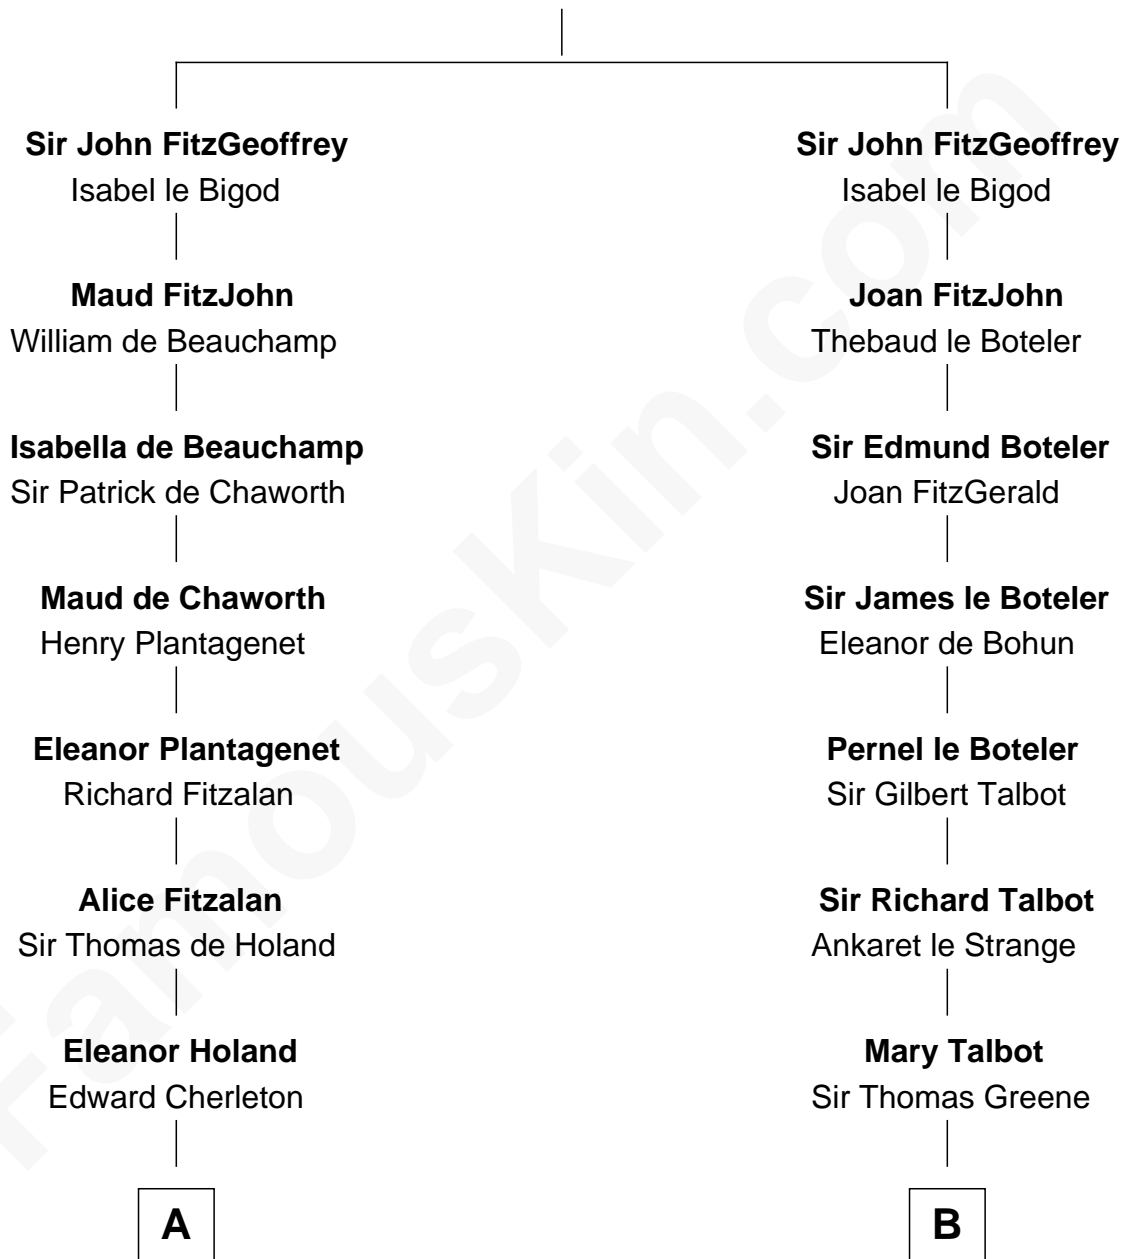 Sir John FitzGeoffrey
Isabel le Bigod
Maud FitzJohn
William de Beauchamp
Isabella de Beauchamp
Sir Patrick de Chaworth
Maud de Chaworth
Henry Plantagenet
Eleanor Plantagenet
Richard Fitzalan
Alice Fitzalan
Sir Thomas de Holand
Eleanor Holand
Edward Cherleton
A
Sir John FitzGeoffrey
Isabel le Bigod
Joan FitzJohn
Thebaud le Boteler
Sir Edmund Boteler
Joan FitzGerald
Sir James le Boteler
Eleanor de Bohun
Pernel le Boteler
Sir Gilbert Talbot
Sir Richard Talbot
Ankaret le Strange
Mary Talbot
Sir Thomas Greene
B
FamousKin.com